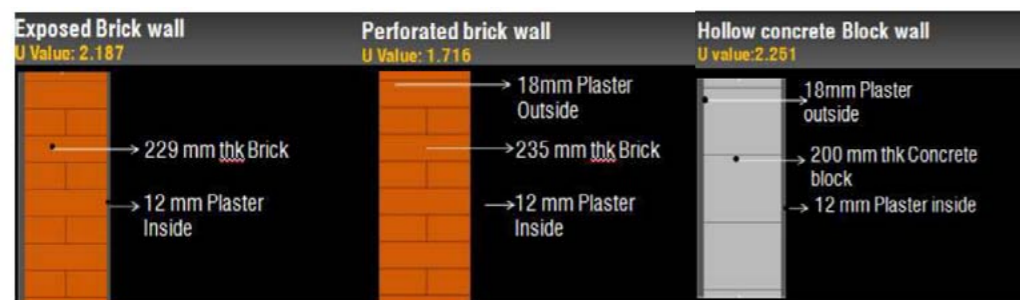 Exposed Brick wall
U Value: 2.187
229 mm thk Brick
12 mm Plaster
Inside
Perforated brick wall
U Value: 1.716
18mm Plaster
Outside
235 mm thk Brick
12 mm Plaster
Inside
Hollow concrete Block wall
U value:2.251
18mm Plaster
outside
200 mm thk Concrete
block
12 mm Plaster inside